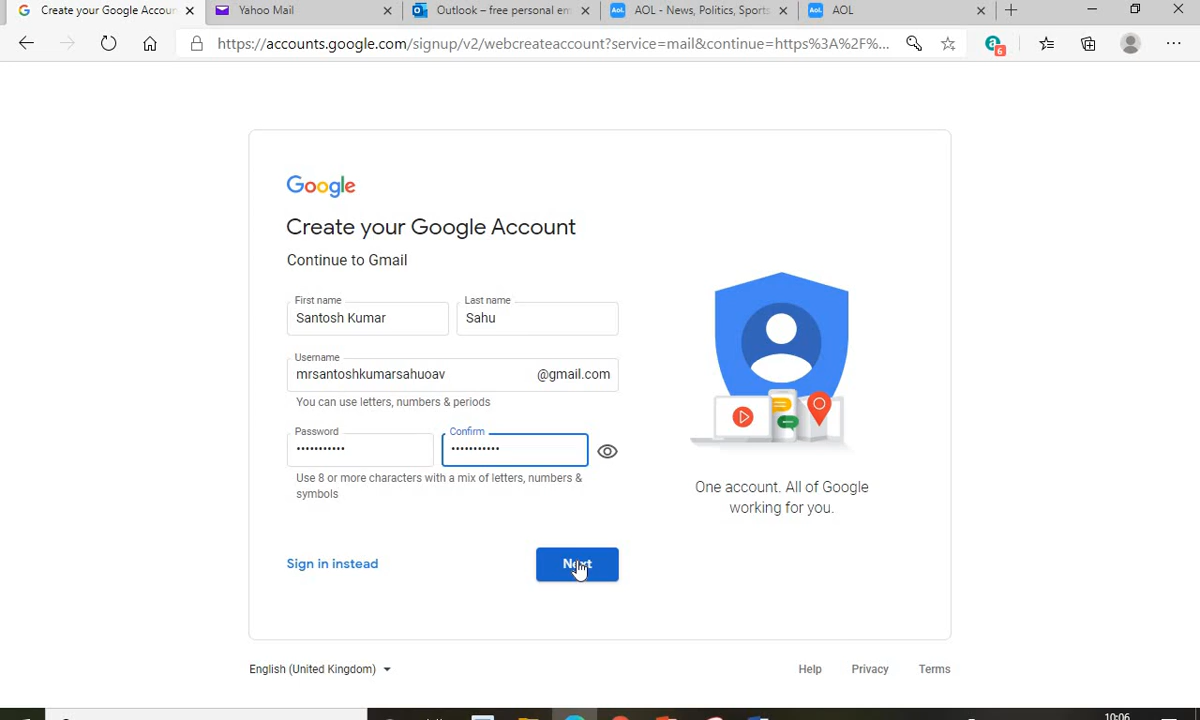 Create your Google Accoun
Yahoo Mail
Outlook – free personal em
AOL - News, Politics, Sports
AOL
https://accounts.google.com/signup/v2/webcreateaccount?service=mail&continue=https%3A%2F%...
6
Google
Create your Google Account
Continue to Gmail
First name
Last name
Santosh Kumar
Sahu
Username
mrsantoshkumarsahuoav
@gmail.com
You can use letters, numbers & periods
Password
Confirm
•••••••••••
•••••••••••
Use 8 or more characters with a mix of letters, numbers &
symbols
One account. All of Google
working for you.
Sign in instead
Next
English (United Kingdom)
Help
Privacy
Terms
10:06